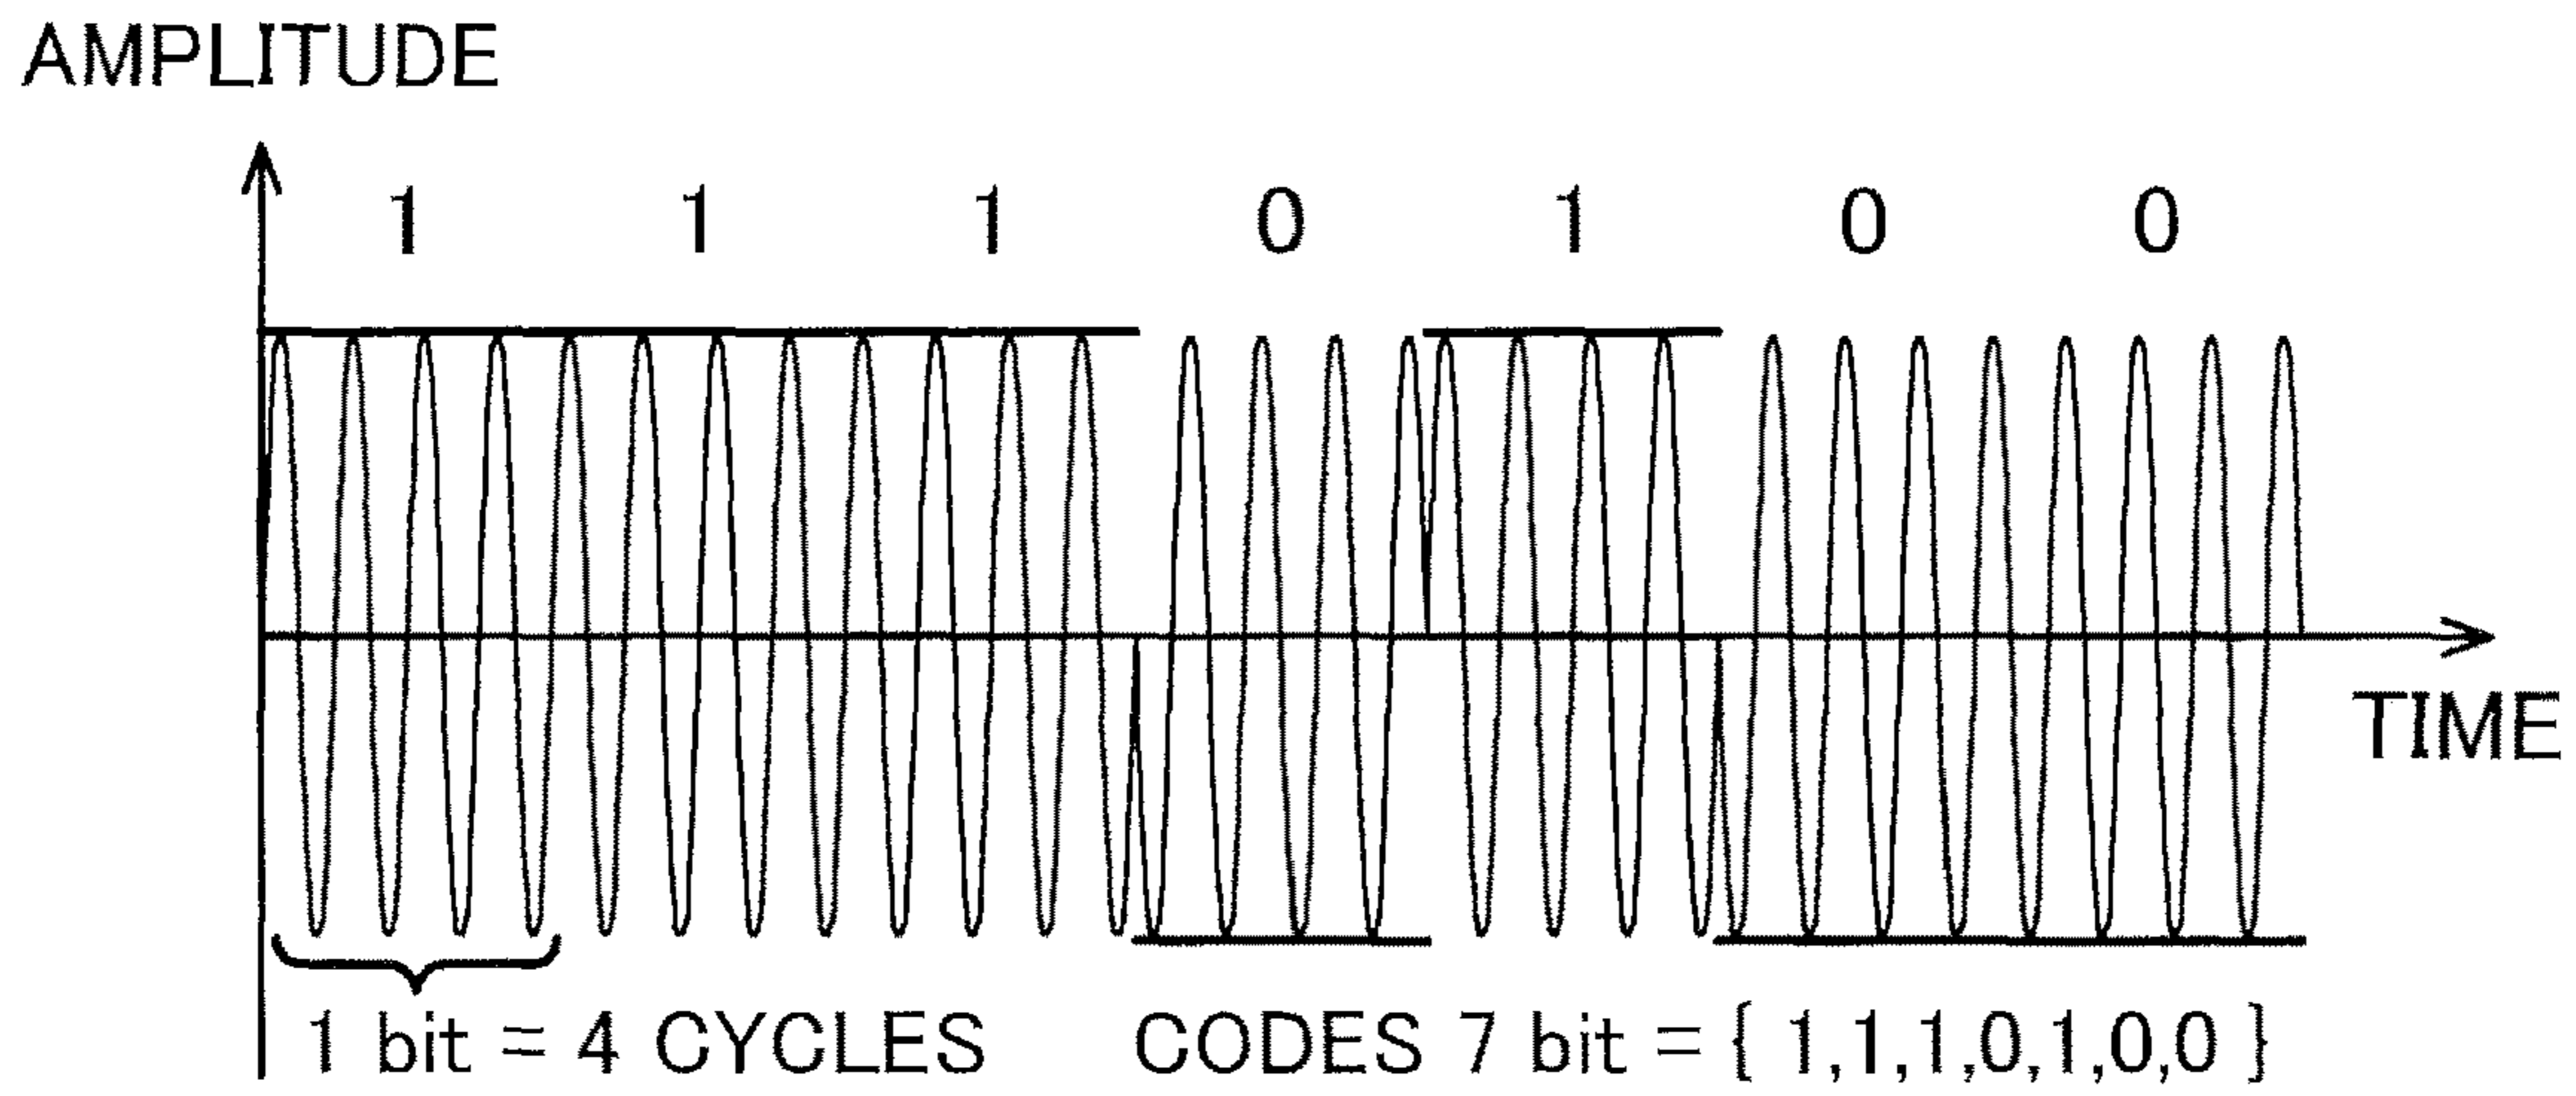 AMPLITUDE
1 1 1 0 1 0 0
TIME
1 bit = 4 CYCLES
CODES 7 bit = { 1,1,1,0,1,0,0 }